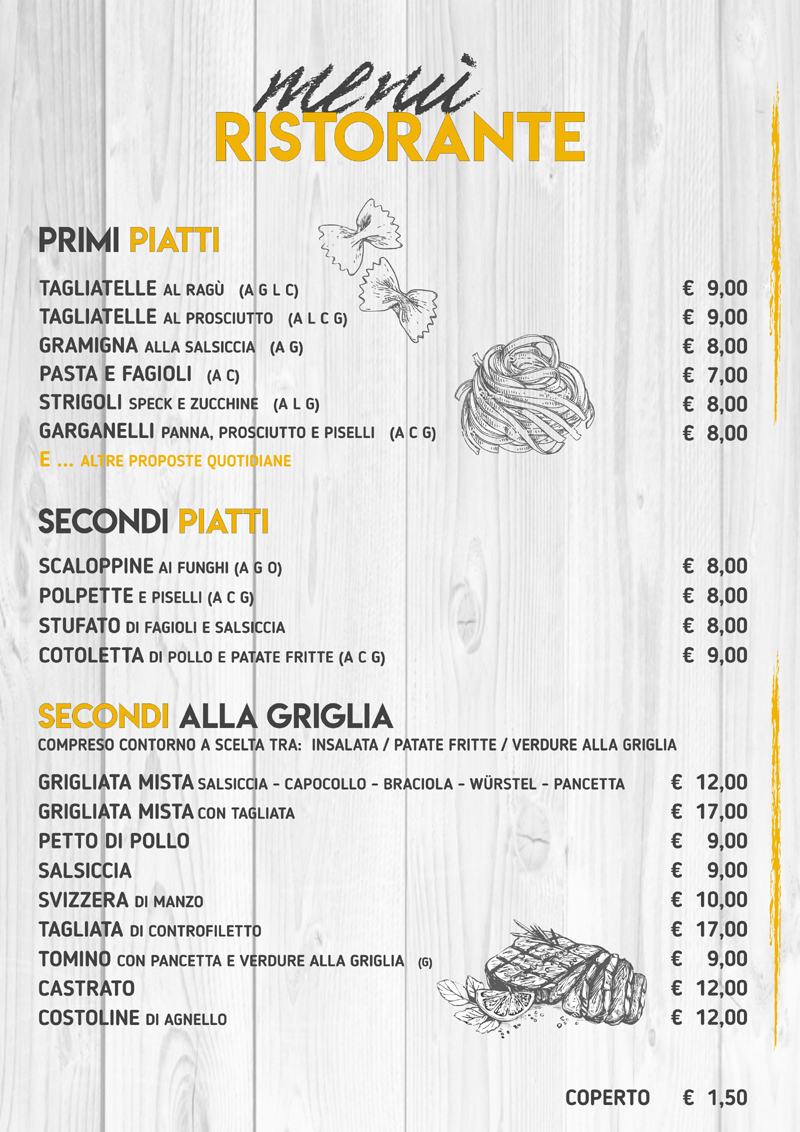 menù
RISTORANTE
PRIMI PIATTI
TAGLIATELLE AL RAGÙ (A G L C) € 9,00
TAGLIATELLE AL PROSCIUTTO (A L C G) € 9,00
GRAMIGNA ALLA SALSICCIA (A G) € 8,00
PASTA E FAGIOLI (A C) € 7,00
STRIGOLI SPECK E ZUCCHINE (A L G) € 8,00
GARGANELLI PANNA, PROSCIUTTO E PISELLI (A C G) € 8,00
E ... ALTRE PROPOSTE QUOTIDIANE
SECONDI PIATTI
SCALOPPINE AI FUNGHI (A G O) € 8,00
POLPETTE E PISELLI (A C G) € 8,00
STUFATO DI FAGIOLI E SALSICCIA € 8,00
COTOLETTA DI POLLO E PATATE FRITTE (A C G) € 9,00
SECONDI ALLA GRIGLIA
COMPRESO CONTORNO A SCELTA TRA: INSALATA / PATATE FRITTE / VERDURE ALLA GRIGLIA
GRIGLIATA MISTA SALSICCIA - CAPOCOLLO - BRACIOLA - WÜRSTEL - PANCETTA € 12,00
GRIGLIATA MISTA CON TAGLIATA € 17,00
PETTO DI POLLO € 9,00
SALSICCIA € 9,00
SVIZZERA DI MANZO € 10,00
TAGLIATA DI CONTROFILETTO € 17,00
TOMINO CON PANCETTA E VERDURE ALLA GRIGLIA (G) € 9,00
CASTRATO € 12,00
COSTOLINE DI AGNELLO € 12,00
COPERTO € 1,50